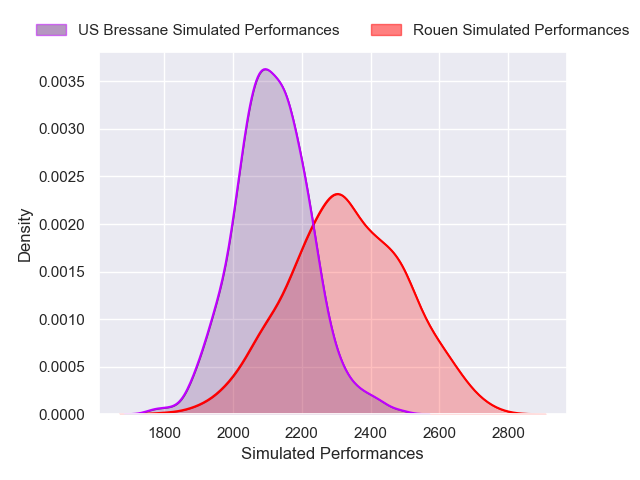 US Bressane Simulated Performances
Rouen Simulated Performances
0.0035
0.0030
0.0025
0.0020
0.0015
0.0010
0.0005
0.0000
Density
1800 2000 2200 2400 2600 2800
Simulated Performances